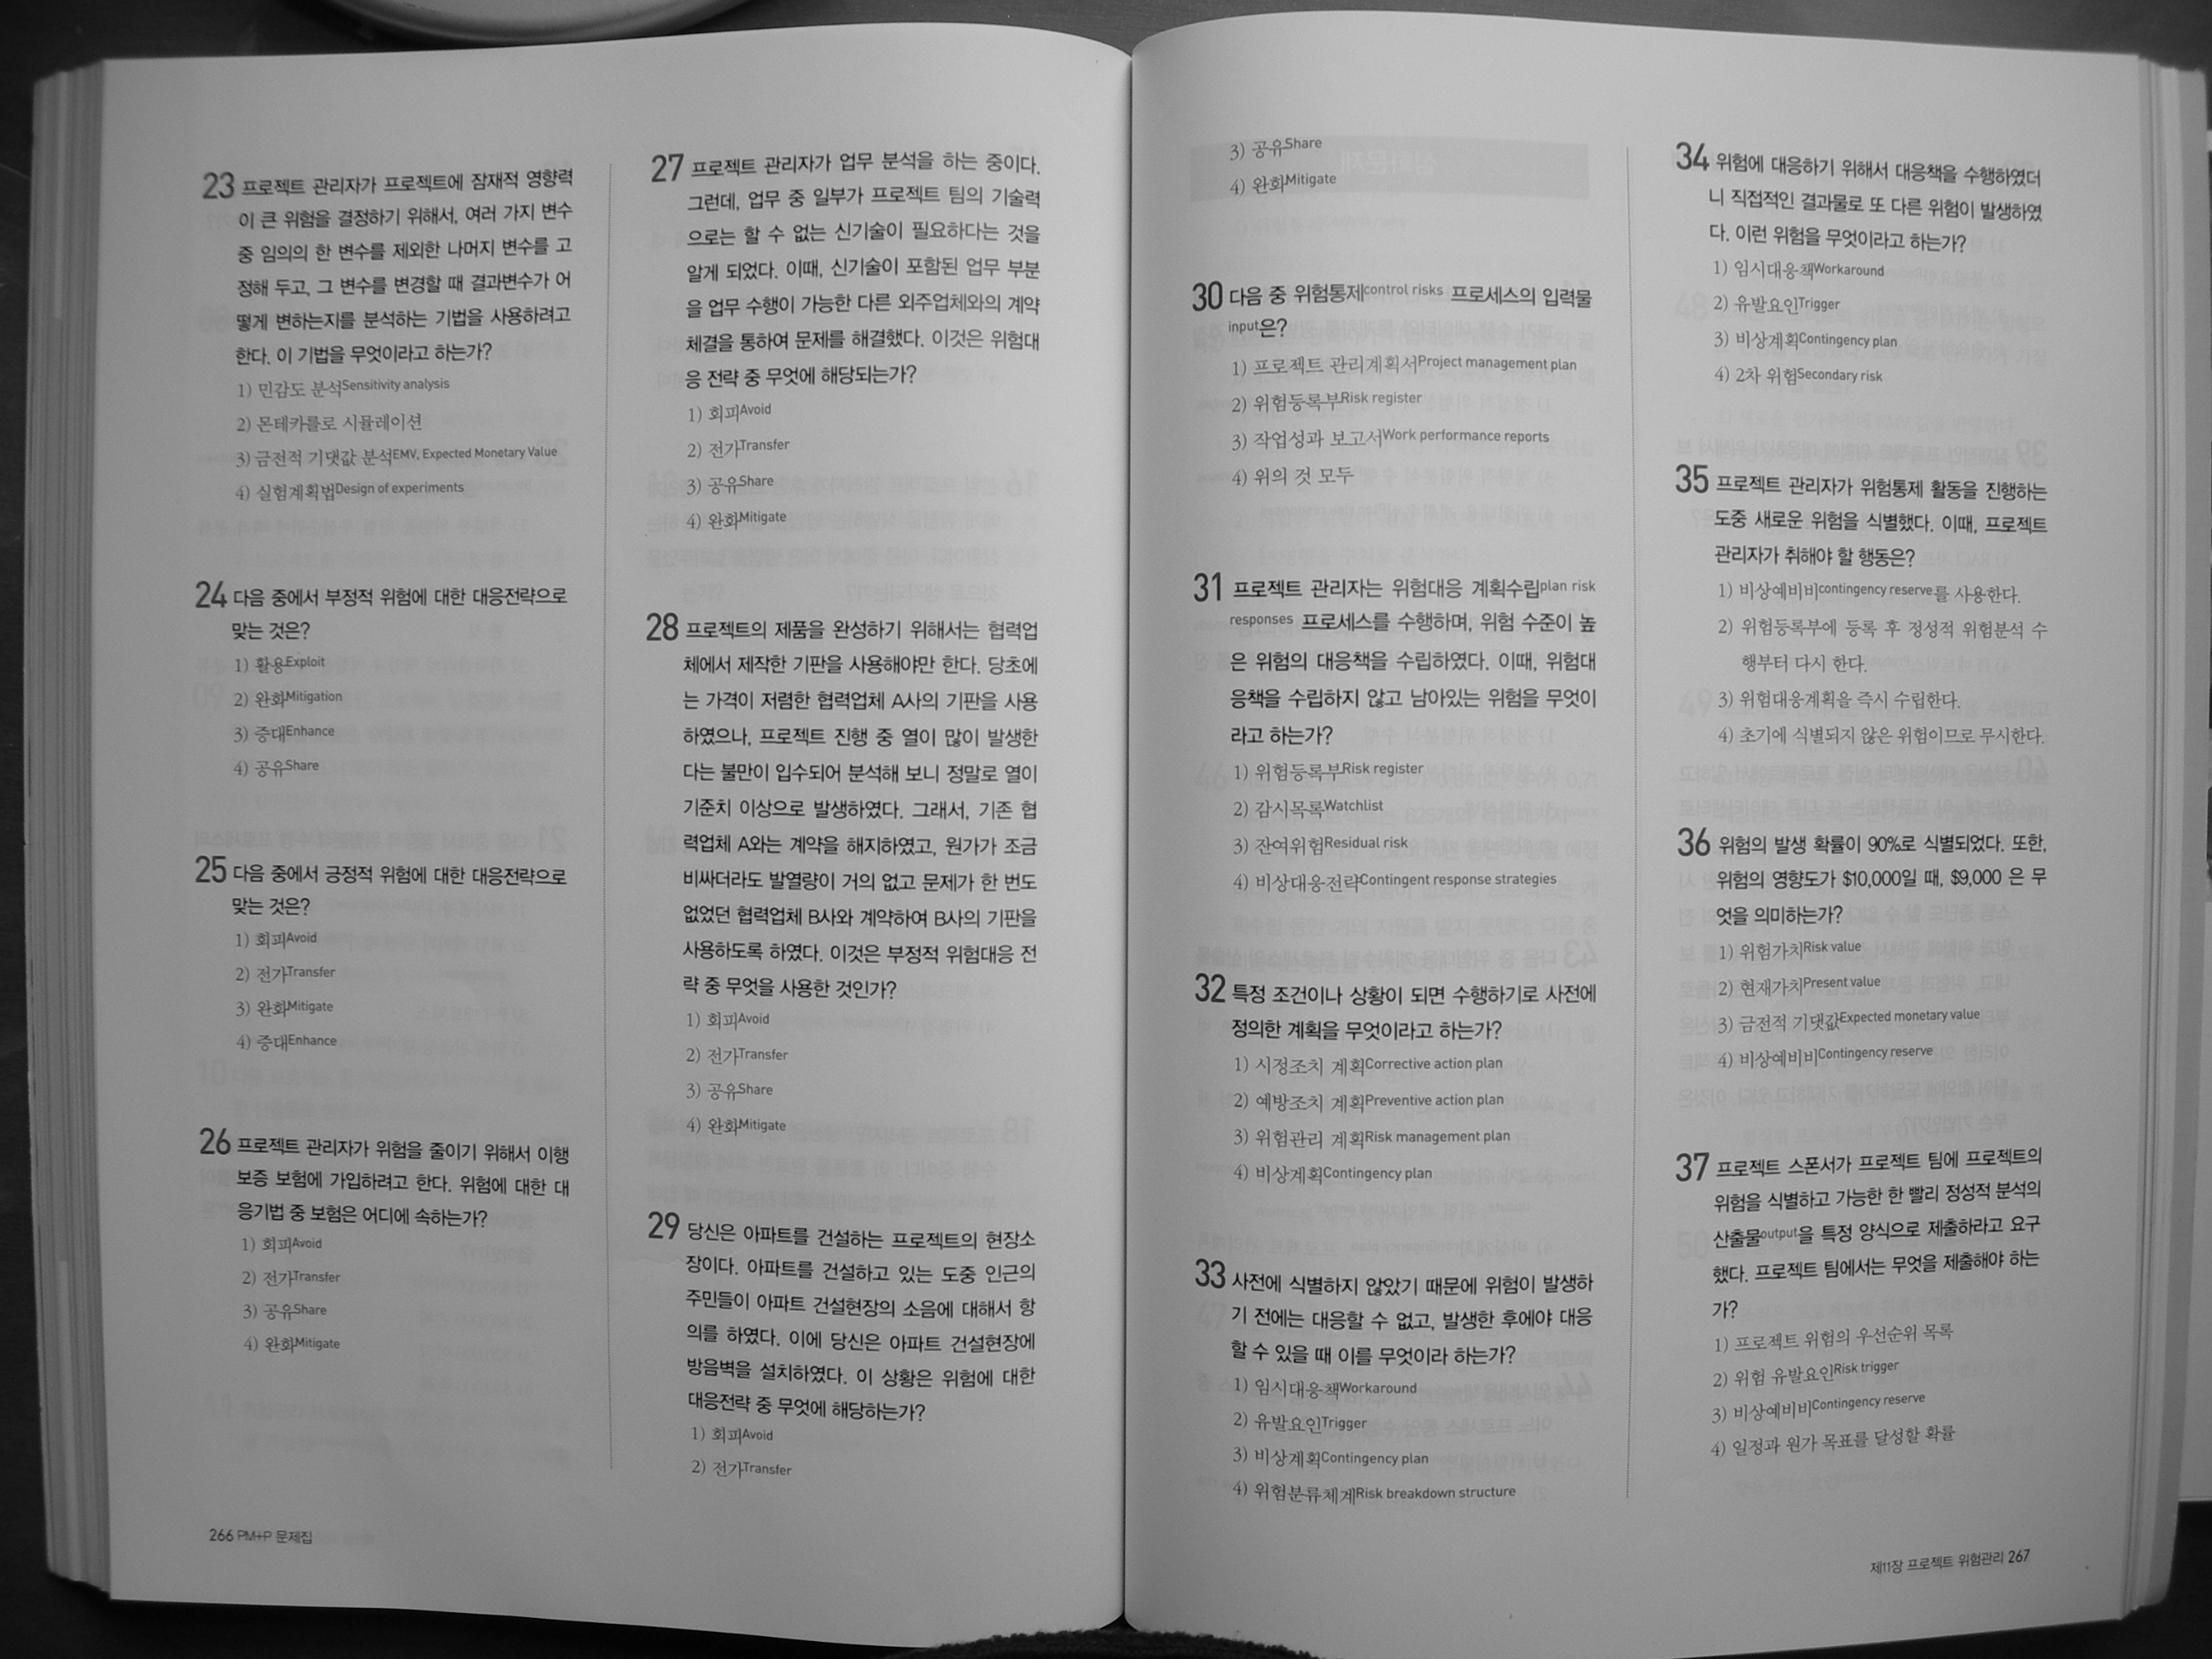 23 프로젝트 관리자가 프로젝트에 잠재적 영향력
이 큰 위험을 결정하기 위해서, 여러 가지 변수
중 임의의 한 변수를 제외한 나머지 변수를 고
정해 두고, 그 변수를 변경할 때 결과변수가 어
떻게 변하는지를 분석하는 기법을 사용하려고
한다. 이 기법을 무엇이라고 하는가?
1) 민감도 분석Sensitivity analysis
2) 몬테카를로 시뮬레이션
3) 금전적 기댓값 분석EMV, Expected Monetary Value
4) 실험계획법Design of experiments
24 다음 중에서 부정적 위험에 대한 대응전략으로
맞는 것은?
1) 활용Exploit
2) 완화Mitigation
3) 증대Enhance
4) 공유Share
25 다음 중에서 긍정적 위험에 대한 대응전략으로
맞는 것은?
1) 회피Avoid
2) 전가Transfer
3) 완화Mitigate
4) 증대Enhance
26 프로젝트 관리자가 위험을 줄이기 위해서 이행
보증 보험에 가입하려고 한다. 위험에 대한 대
응기법 중 보험은 어디에 속하는가?
1) 회피Avoid
2) 전가Transfer
3) 공유Share
4) 완화Mitigate
27 프로젝트 관리자가 업무 분석을 하는 중이다.
그런데, 업무 중 일부가 프로젝트 팀의 기술력
으로는 할 수 없는 신기술이 필요하다는 것을
알게 되었다. 이때, 신기술이 포함된 업무 부분
을 업무 수행이 가능한 다른 외주업체와의 계약
체결을 통하여 문제를 해결했다. 이것은 위험대
응 전략 중 무엇에 해당되는가?
1) 회피Avoid
2) 전가Transfer
3) 공유Share
4) 완화Mitigate
28 프로젝트의 제품을 완성하기 위해서는 협력업
체에서 제작한 기판을 사용해야만 한다. 당초에
는 가격이 저렴한 협력업체 A사의 기판을 사용
하였으나, 프로젝트 진행 중 열이 많이 발생한
다는 불만이 입수되어 분석해 보니 정말로 열이
기준치 이상으로 발생하였다. 그래서, 기존 협
력업체 A와는 계약을 해지하였고, 원가가 조금
비싸더라도 발열량이 거의 없고 문제가 한 번도
없었던 협력업체 B사와 계약하여 B사의 기판을
사용하도록 하였다. 이것은 부정적 위험대응 전
략 중 무엇을 사용한 것인가?
1) 회피Avoid
2) 전가Transfer
3) 공유Share
4) 완화Mitigate
29 당신은 아파트를 건설하는 프로젝트의 현장소
장이다. 아파트를 건설하고 있는 도중 인근의
주민들이 아파트 건설현장의 소음에 대해서 항
의를 하였다. 이에 당신은 아파트 건설현장에
방음벽을 설치하였다. 이 상황은 위험에 대한
대응전략 중 무엇에 해당하는가?
1) 회피Avoid
2) 전가Transfer
266 PM+P 문제집
3) 공유Share
4) 완화Mitigate
30 다음 중 위험통제control risks 프로세스의 입력물
input은?
1) 프로젝트 관리계획서Project management plan
2) 위험등록부Risk register
3) 작업성과 보고서Work performance reports
4) 위의 것 모두
31 프로젝트 관리자는 위험대응 계획수립plan risk
responses 프로세스를 수행하며, 위험 수준이 높
은 위험의 대응책을 수립하였다. 이때, 위험대
응책을 수립하지 않고 남아있는 위험을 무엇이
라고 하는가?
1) 위험등록부Risk register
2) 감시목록Watchlist
3) 잔여위험Residual risk
4) 비상대응전략Contingent response strategies
32 특정 조건이나 상황이 되면 수행하기로 사전에
정의한 계획을 무엇이라고 하는가?
1) 시정조치 계획Corrective action plan
2) 예방조치 계획Preventive action plan
3) 위험관리 계획Risk management plan
4) 비상계획Contingency plan
33 사전에 식별하지 않았기 때문에 위험이 발생하
기 전에는 대응할 수 없고, 발생한 후에야 대응
할 수 있을 때 이를 무엇이라 하는가?
1) 임시대응책Workaround
2) 유발요인Trigger
3) 비상계획Contingency plan
4) 위험분류체계Risk breakdown structure
34 위험에 대응하기 위해서 대응책을 수행하였더
니 직접적인 결과물로 또 다른 위험이 발생하였
다. 이런 위험을 무엇이라고 하는가?
1) 임시대응책Workaround
2) 유발요인Trigger
3) 비상계획Contingency plan
4) 2차 위험Secondary risk
35 프로젝트 관리자가 위험통제 활동을 진행하는
도중 새로운 위험을 식별했다. 이때, 프로젝트
관리자가 취해야 할 행동은?
1) 비상예비비contingency reserve를 사용한다.
2) 위험등록부에 등록 후 정성적 위험분석 수
행부터 다시 한다.
3) 위험대응계획을 즉시 수립한다.
4) 초기에 식별되지 않은 위험이므로 무시한다.
36 위험의 발생 확률이 90%로 식별되었다. 또한,
위험의 영향도가 $10,000일 때, $9,000 은 무
엇을 의미하는가?
1) 위험가치Risk value
2) 현재가치Present value
3) 금전적 기댓값Expected monetary value
4) 비상예비비Contingency reserve
37 프로젝트 스폰서가 프로젝트 팀에 프로젝트의
위험을 식별하고 가능한 한 빨리 정성적 분석의
산출물output을 특정 양식으로 제출하라고 요구
했다. 프로젝트 팀에서는 무엇을 제출해야 하는
가?
1) 프로젝트 위험의 우선순위 목록
2) 위험 유발요인Risk trigger
3) 비상예비비Contingency reserve
4) 일정과 원가 목표를 달성할 확률
제11장 프로젝트 위험관리 267